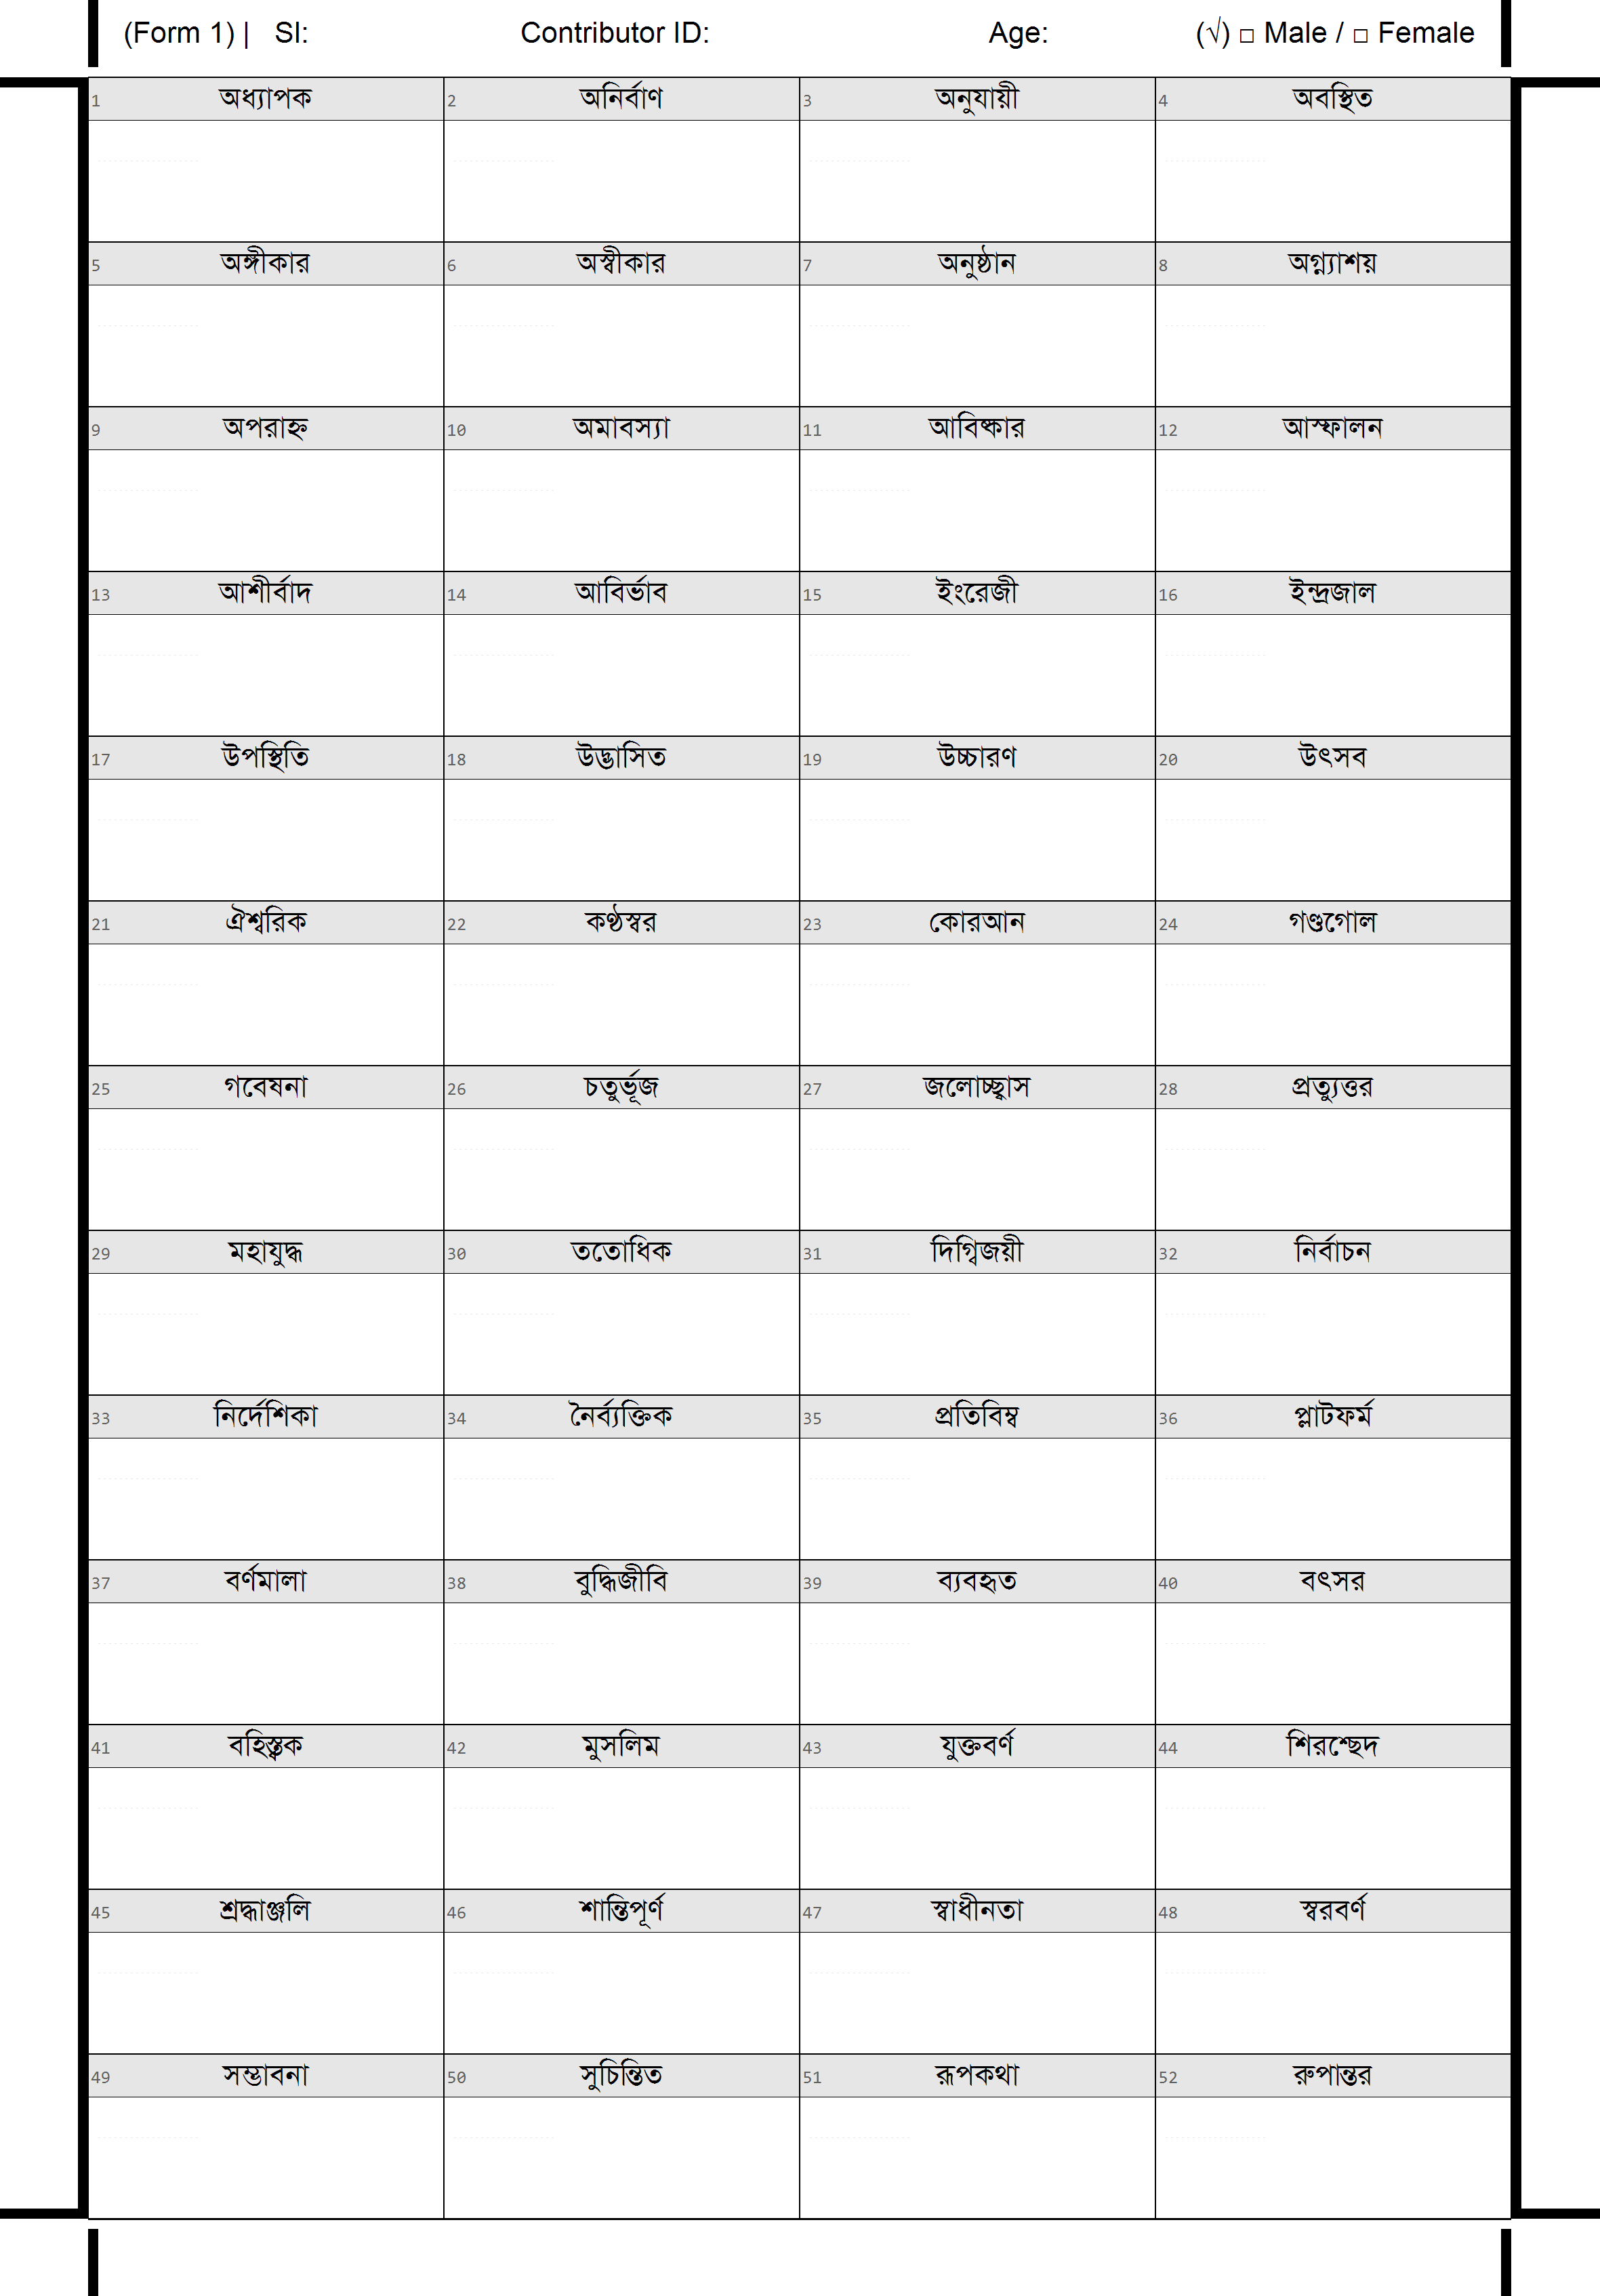 (Form 1) | SI: Contributor ID: Age: (√) □ Male / □ Female
1 অধ্যাপক 2 অনির্বাণ 3 অনুযায়ী 4 অবস্থিত
5 অঙ্গীকার 6 অস্বীকার 7 অনুষ্ঠান 8 অগ্ন্যাশয়
9 অপরাহ্ন 10 অমাবস্যা 11 আবিষ্কার 12 আস্ফালন
13 আশীর্বাদ 14 আবির্ভাব 15 ইংরেজী 16 ইন্দ্রজাল
17 উপস্থিতি 18 উদ্ভাসিত 19 উচ্চারণ 20 উৎসব
21 ঐশ্বরিক 22 কণ্ঠস্বর 23 কোরআন 24 গণ্ডগোল
25 গবেষনা 26 চতুর্ভূজ 27 জলোচ্ছ্বাস 28 প্রত্যুত্তর
29 মহাযুদ্ধ 30 ততোধিক 31 দিগ্বিজয়ী 32 নির্বাচন
33 নির্দেশিকা 34 নৈর্ব্যক্তিক 35 প্রতিবিম্ব 36 প্লাটফর্ম
37 বর্ণমালা 38 বুদ্ধিজীবি 39 ব্যবহৃত 40 বৎসর
41 বহিস্ত্বক 42 মুসলিম 43 যুক্তবর্ণ 44 শিরশ্ছেদ
45 শ্রদ্ধাঞ্জলি 46 শান্তিপূর্ণ 47 স্বাধীনতা 48 স্বরবর্ণ
49 সম্ভাবনা 50 সুচিন্তিত 51 রূপকথা 52 রুপান্তর